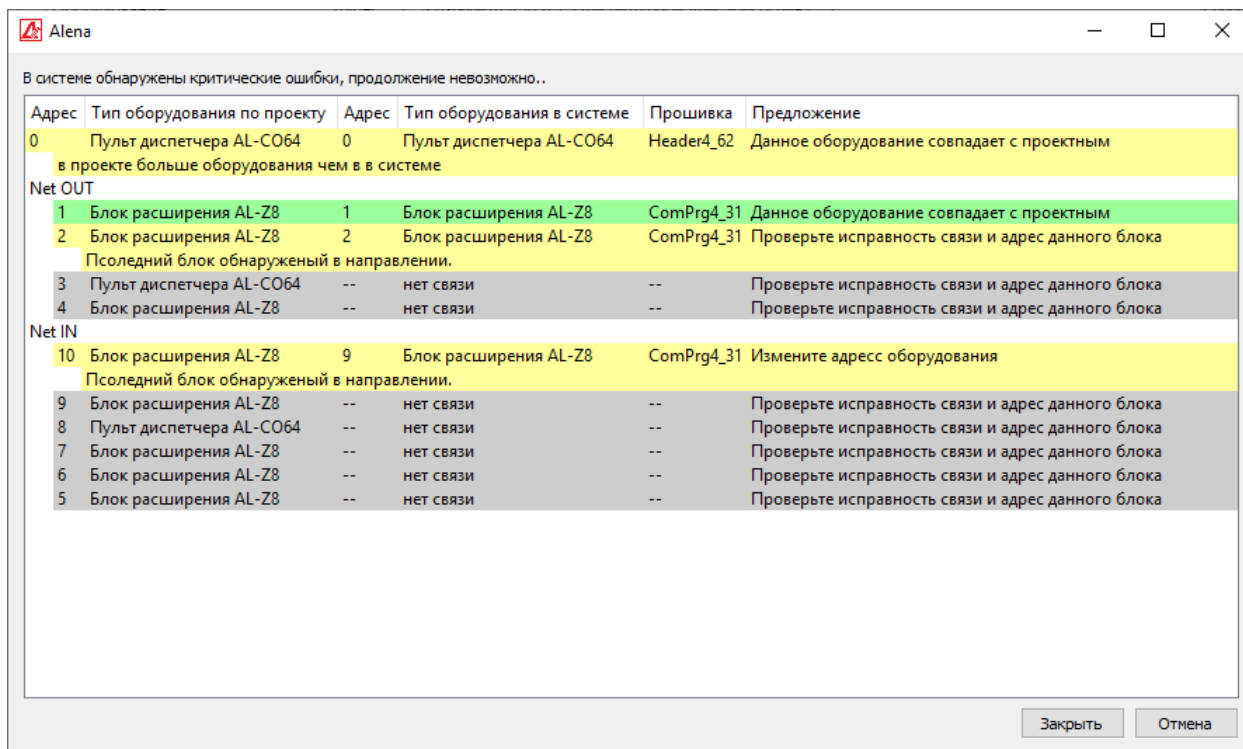 Alena
В системе обнаружены критические ошибки, продолжение невозможно..
Адрес Тип оборудования по проекту Адрес Тип оборудования в системе Прошивка Предложение
0 Пульт диспетчера AL-CO64 0 Пульт диспетчера AL-CO64 Header4_62 Данное оборудование совпадает с проектным
в проекте больше оборудования чем в в системе
Net OUT
1 Блок расширения AL-Z8 1 Блок расширения AL-Z8 ComPrg4_31 Данное оборудование совпадает с проектным
2 Блок расширения AL-Z8 2 Блок расширения AL-Z8 ComPrg4_31 Проверьте исправность связи и адрес данного блока
Псоледний блок обнаруженый в направлении.
3 Пульт диспетчера AL-CO64 -- нет связи -- Проверьте исправность связи и адрес данного блока
4 Блок расширения AL-Z8 -- нет связи -- Проверьте исправность связи и адрес данного блока
Net IN
10 Блок расширения AL-Z8 9 Блок расширения AL-Z8 ComPrg4_31 Измените адресс оборудования
Псоледний блок обнаруженый в направлении.
9 Блок расширения AL-Z8 -- нет связи -- Проверьте исправность связи и адрес данного блока
8 Пульт диспетчера AL-CO64 -- нет связи -- Проверьте исправность связи и адрес данного блока
7 Блок расширения AL-Z8 -- нет связи -- Проверьте исправность связи и адрес данного блока
6 Блок расширения AL-Z8 -- нет связи -- Проверьте исправность связи и адрес данного блока
5 Блок расширения AL-Z8 -- нет связи -- Проверьте исправность связи и адрес данного блока
Закрыть Отмена